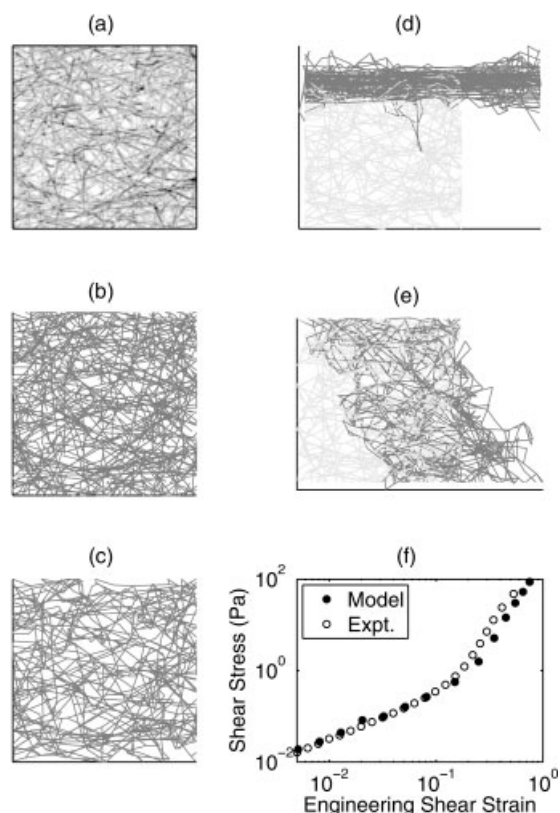 (a)
(d)
(b)
(e)
(c)
(f)
Shear Stress (Pa)
10^2
10^0
10^-2
Model
Expt.
10^-2
10^-1
10^0
Engineering Shear Strain